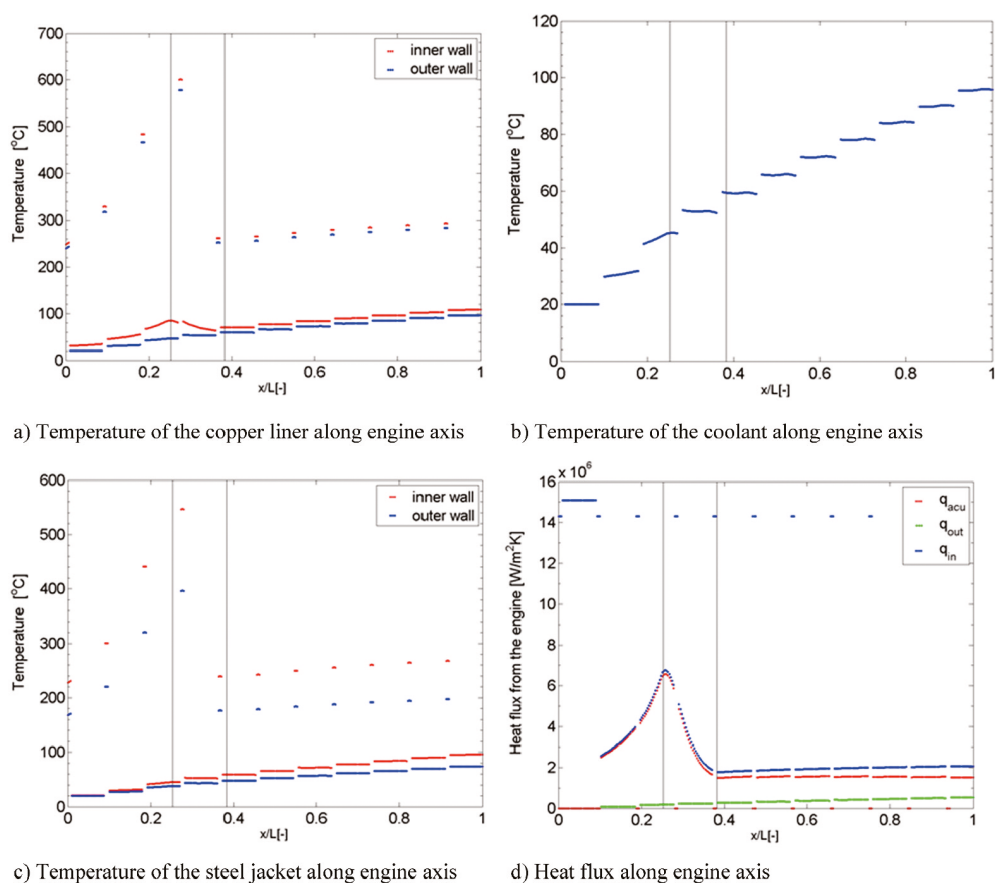 700
600
500
400
300
200
100
0
Temperature [°C]
inner wall
outer wall
0
0.2
0.4
0.6
0.8
1
x/L[-]
a) Temperature of the copper liner along engine axis
120
100
80
60
40
20
0
Temperature [°C]
0
0.2
0.4
0.6
0.8
1
x/L[-]
b) Temperature of the coolant along engine axis
600
500
400
300
200
100
0
Temperature [°C]
inner wall
outer wall
0
0.2
0.4
0.6
0.8
1
x/L[-]
c) Temperature of the steel jacket along engine axis
16 x 10⁶
14
12
10
8
6
4
2
0
Heat flux from the engine [W/m²K]
q_acu
q_out
q_in
0
0.2
0.4
0.6
0.8
1
x/L[-]
d) Heat flux along engine axis